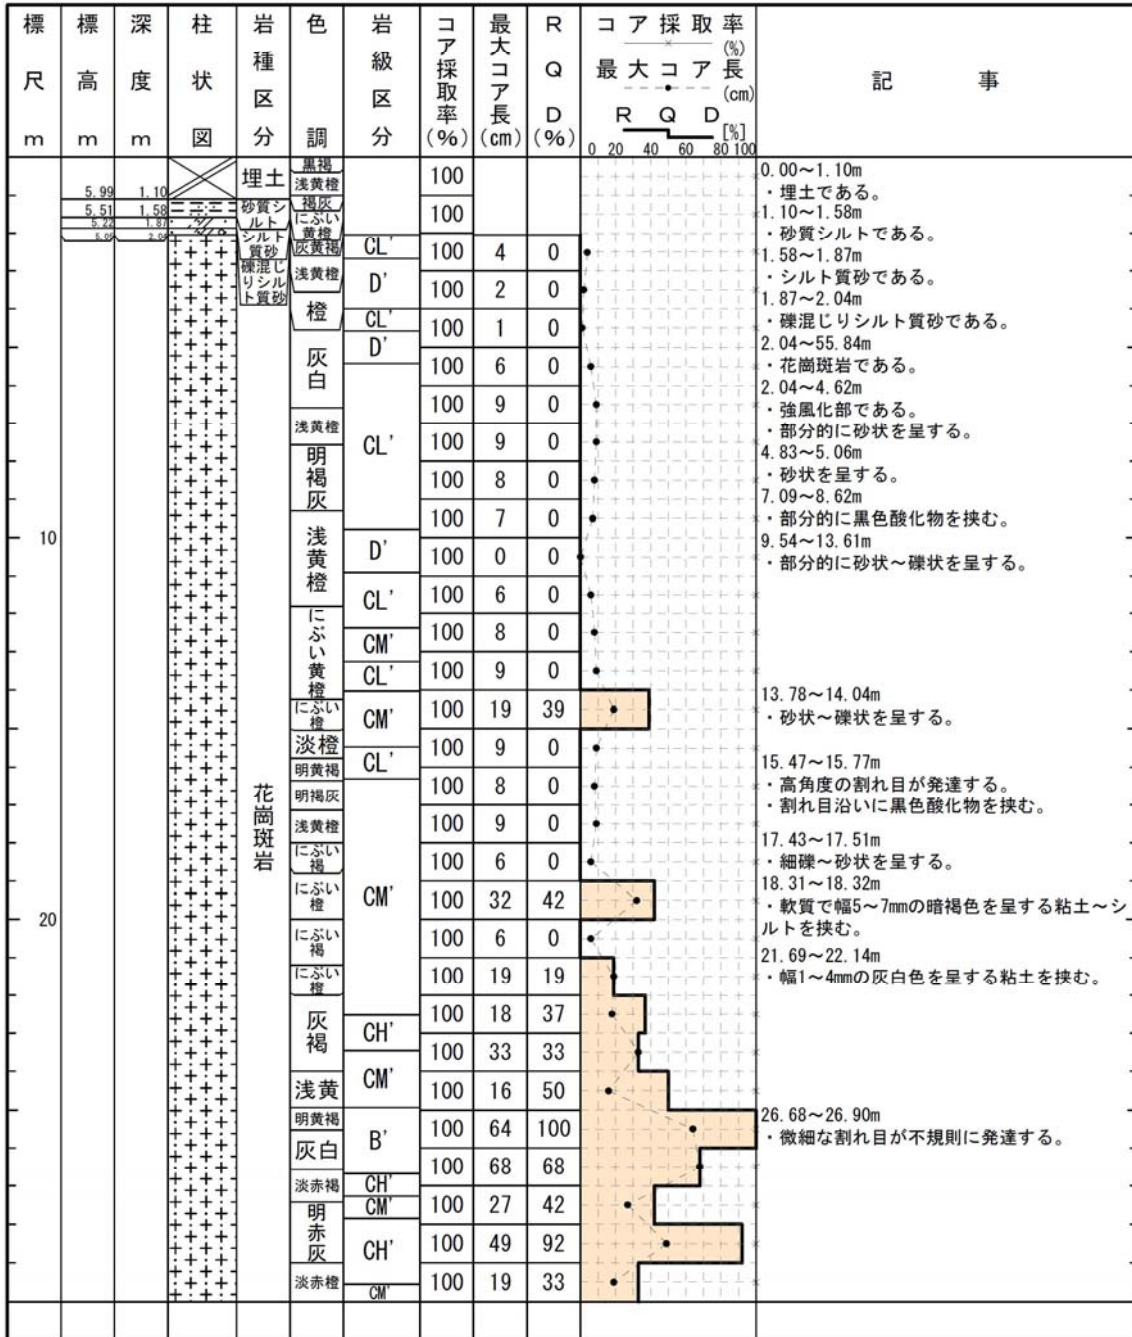 標尺 m
標高 m
深度 m
柱状図
岩種区分
色調
岩級区分
コア採取率(%)
最大コア長(cm)
RQD(%)
コア採取率
(%)
最大コア長
(cm)
R Q D
[%]
0 20 40 60 80 100
記事
5.99 1.10
5.51 1.58
5.22 1.87
2.04
10
20
埋土
砂質シルト
シルト質砂
礫混じりシルト質砂
花崗斑岩
黒褐
浅黄橙
褐灰
にぶい黄橙
灰黄褐
浅黄橙
橙
灰白
浅黄橙
明褐灰
浅黄橙
にぶい黄橙
にぶい橙
淡橙
明黄褐
明褐灰
浅黄橙
にぶい褐
にぶい橙
にぶい褐
にぶい橙
灰褐
浅黄
明黄褐
灰白
淡赤褐
明赤灰
淡赤橙
CL'
D'
CL'
D'
CL'
D'
CL'
CM'
CL'
CM'
CL'
CM'
CH'
CM'
B'
CH'
CM'
CH'
CM'
100
100
100 4 0
100 2 0
100 1 0
100 6 0
100 9 0
100 9 0
100 8 0
100 7 0
100 0 0
100 6 0
100 8 0
100 9 0
100 19 39
100 9 0
100 8 0
100 9 0
100 6 0
100 32 42
100 6 0
100 19 19
100 18 37
100 33 33
100 16 50
100 64 100
100 68 68
100 27 42
100 49 92
100 19 33
0.00～1.10m
・埋土である。
1.10～1.58m
・砂質シルトである。
1.58～1.87m
・シルト質砂である。
1.87～2.04m
・礫混じりシルト質砂である。
2.04～55.84m
・花崗斑岩である。
2.04～4.62m
・強風化部である。
・部分的に砂状を呈する。
4.83～5.06m
・砂状を呈する。
7.09～8.62m
・部分的に黒色酸化物を挟む。
9.54～13.61m
・部分的に砂状～礫状を呈する。
13.78～14.04m
・砂状～礫状を呈する。
15.47～15.77m
・高角度の割れ目が発達する。
・割れ目沿いに黒色酸化物を挟む。
17.43～17.51m
・細礫～砂状を呈する。
18.31～18.32m
・軟質で幅5～7mmの暗褐色を呈する粘土～シ
ルトを挟む。
21.69～22.14m
・幅1～4mmの灰白色を呈する粘土を挟む。
26.68～26.90m
・微細な割れ目が不規則に発達する。